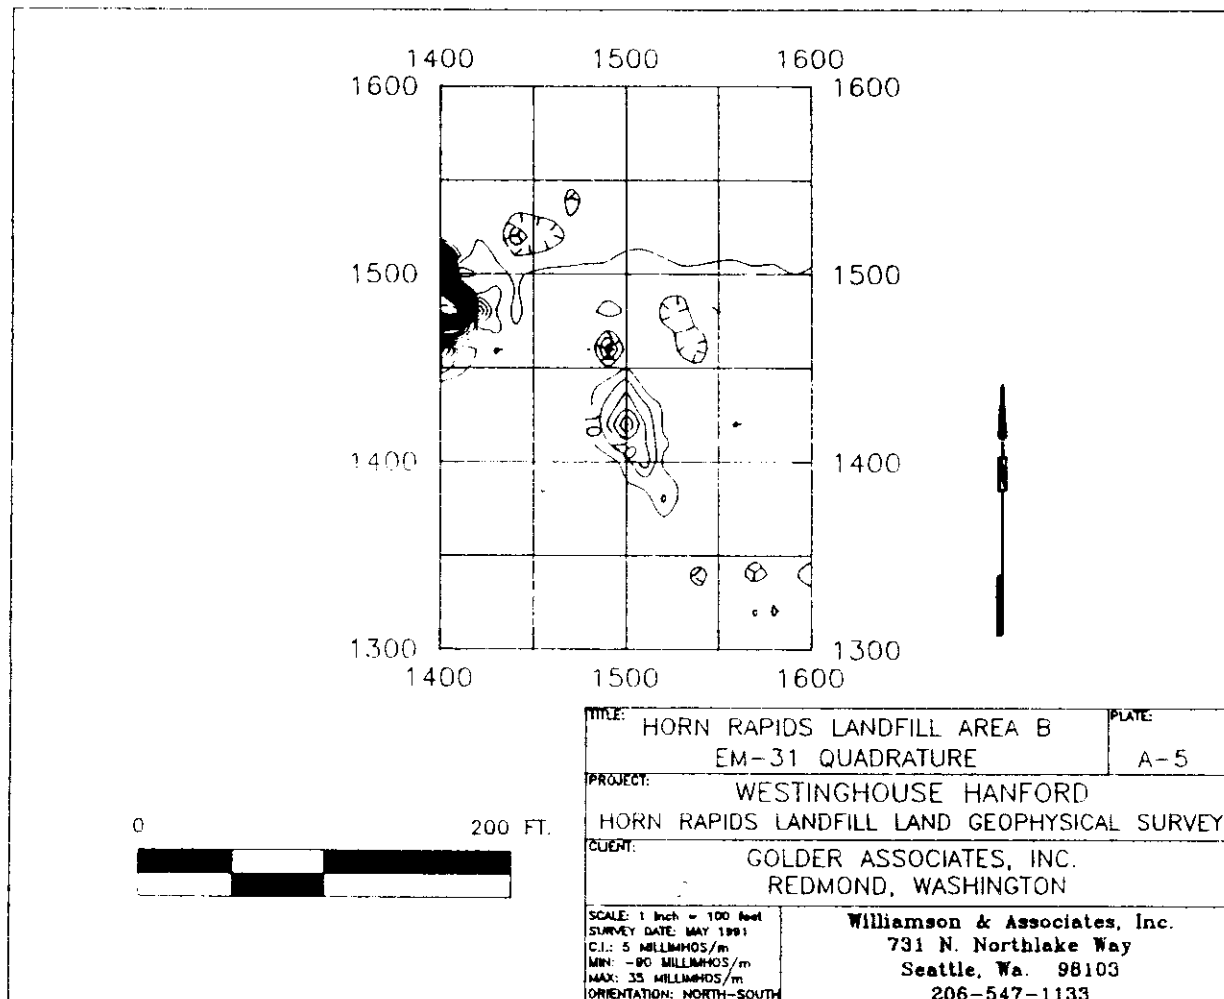 1400 1500 1600
1600 1600
1500 1500
10
1400 1400
1300 1300
1400 1500 1600
0 200 FT.
TITLE: HORN RAPIDS LANDFILL AREA B
EM-31 QUADRATURE
PLATE:
A-5
PROJECT: WESTINGHOUSE HANFORD
HORN RAPIDS LANDFILL LAND GEOPHYSICAL SURVEY
CLIENT: GOLDER ASSOCIATES, INC.
REDMOND, WASHINGTON
SCALE: 1 inch = 100 feet
SURVEY DATE: MAY 1991
C.I.: 5 MILLIMHOS/m
MIN: -90 MILLIMHOS/m
MAX: 35 MILLIMHOS/m
ORIENTATION: NORTH-SOUTH
Williamson & Associates, Inc.
731 N. Northlake Way
Seattle, Wa. 98103
206-547-1133